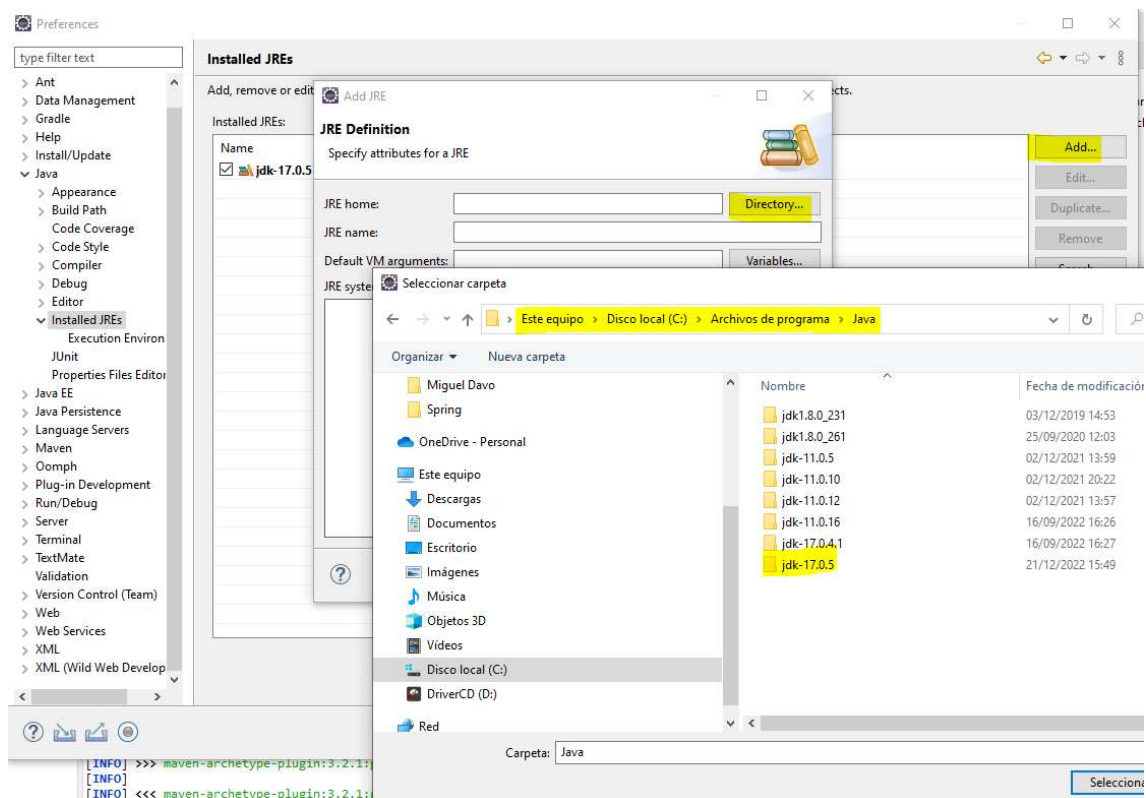 Preferences
type filter text
Ant
Data Management
Gradle
Help
Install/Update
Java
Appearance
Build Path
Code Coverage
Code Style
Compiler
Debug
Editor
Installed JREs
Execution Environ
JUnit
Properties Files Editor
Java EE
Java Persistence
Language Servers
Maven
Oomph
Plug-in Development
Run/Debug
Server
Terminal
TextMate
Validation
Version Control (Team)
Web
Web Services
XML
XML (Wild Web Develop
Installed JREs
Add, remove or edit
ects.
Installed JREs:
Name
jdk-17.0.5
Add...
Edit...
Duplicate...
Remove
Search...
Add JRE
JRE Definition
Specify attributes for a JRE
JRE home:
Directory...
JRE name:
Default VM arguments:
Variables...
JRE syste
Seleccionar carpeta
Este equipo > Disco local (C:) > Archivos de programa > Java
Organizar
Nueva carpeta
Miguel Davo
Spring
OneDrive - Personal
Este equipo
Descargas
Documentos
Escritorio
Imágenes
Música
Objetos 3D
Vídeos
Disco local (C:)
DriverCD (D:)
Red
Nombre
Fecha de modificación
jdk1.8.0_231 03/12/2019 14:53
jdk1.8.0_261 25/09/2020 12:03
jdk-11.0.5 02/12/2021 13:59
jdk-11.0.10 02/12/2021 20:22
jdk-11.0.12 02/12/2021 13:57
jdk-11.0.16 16/09/2022 16:26
jdk-17.0.4.1 16/09/2022 16:27
jdk-17.0.5 21/12/2022 15:49
Carpeta: Java
Selecciona
[INFO] >>> maven-archetype-plugin:3.2.1:
[INFO]
[INFO] <<< maven-archetype-plugin:3.2.1: